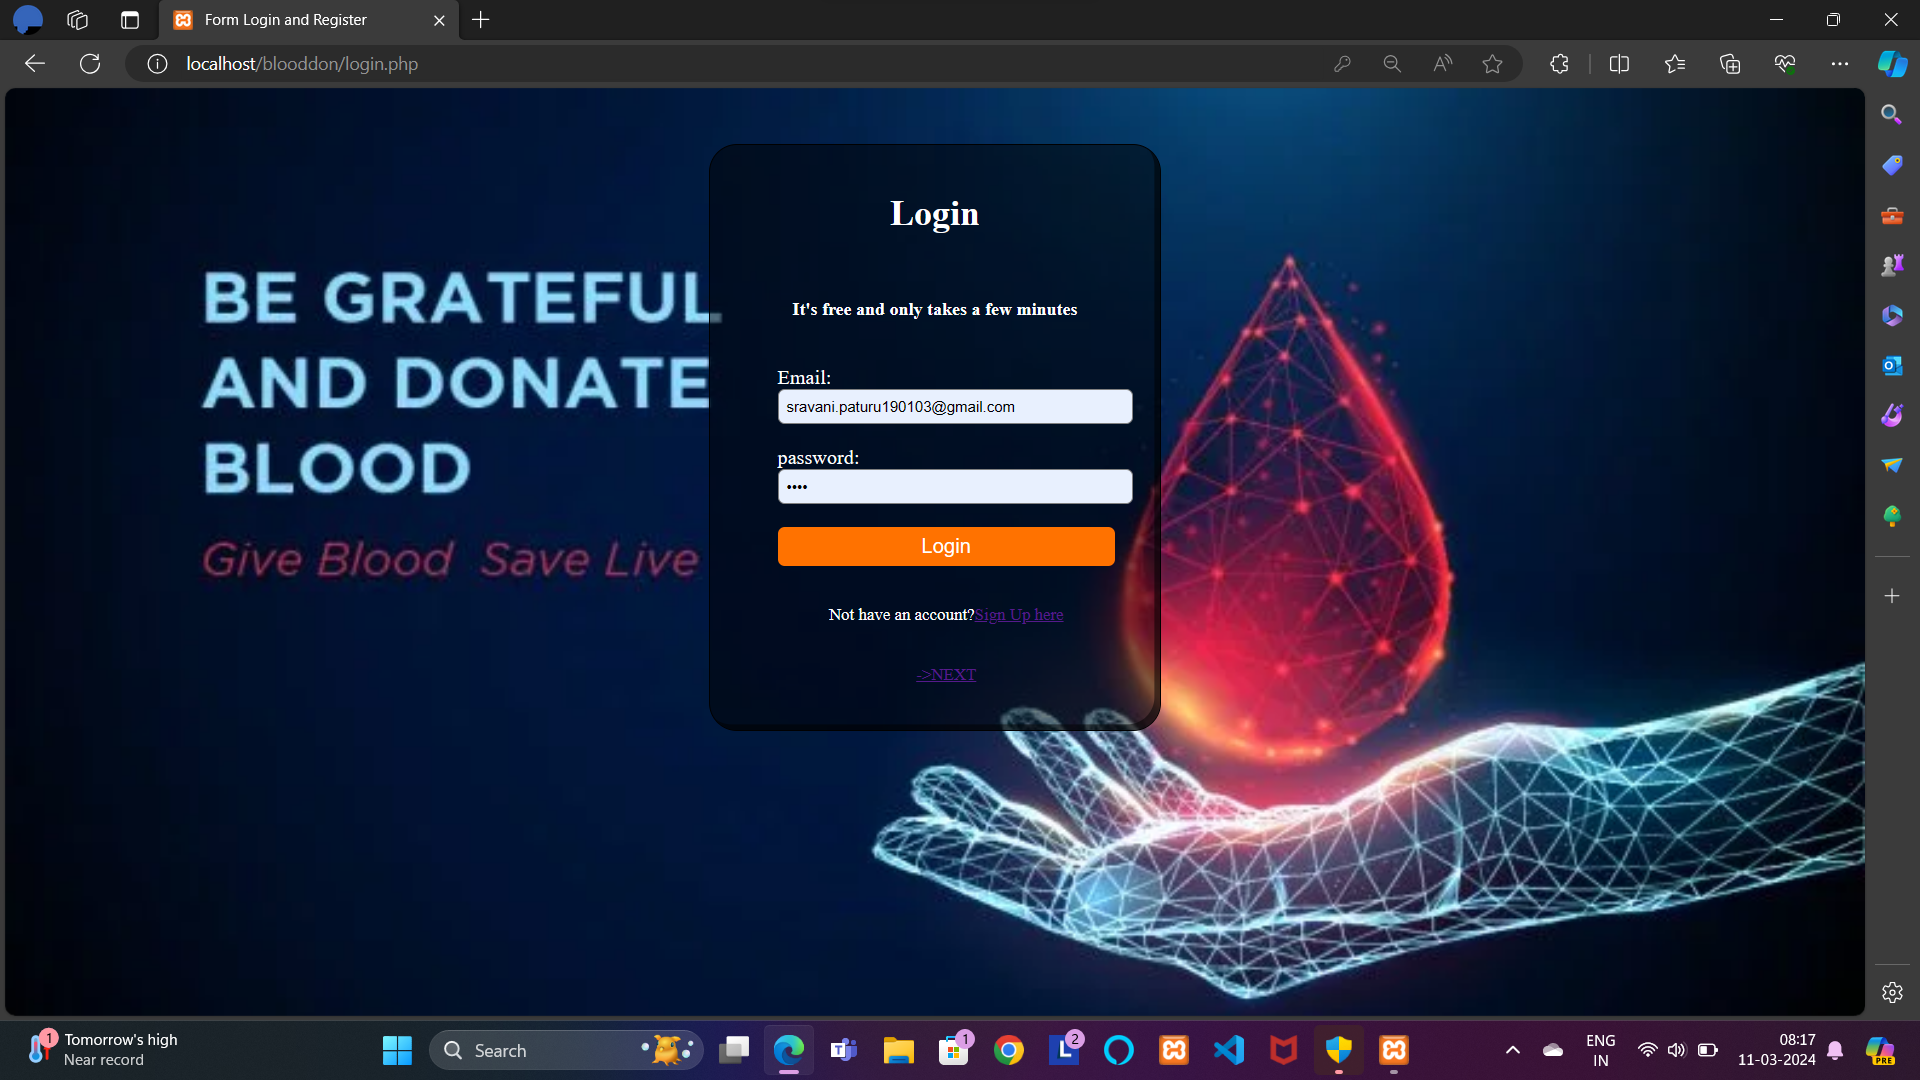 Form Login and Register
localhost/blooddon/login.php
BE GRATEFUL
AND DONATE
BLOOD
Give Blood Save Live
Login
It's free and only takes a few minutes
Email:
sravani.paturu190103@gmail.com
password:
••••
Login
Not have an account?Sign Up here
->NEXT
1
Tomorrow's high
Near record
Search
1
2
ENG
IN
08:17
11-03-2024
PRE